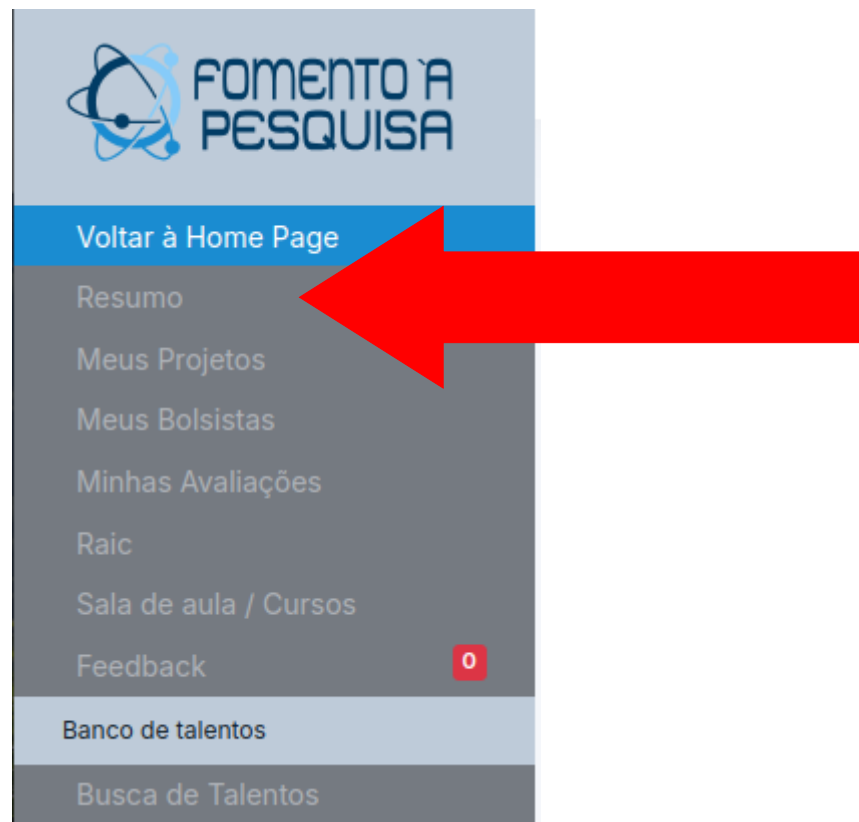 FOMENTO `A
PESQUISA
Voltar à Home Page
Resumo
Meus Projetos
Meus Bolsistas
Minhas Avaliações
Raic
Sala de aula / Cursos
Feedback 0
Banco de talentos
Busca de Talentos